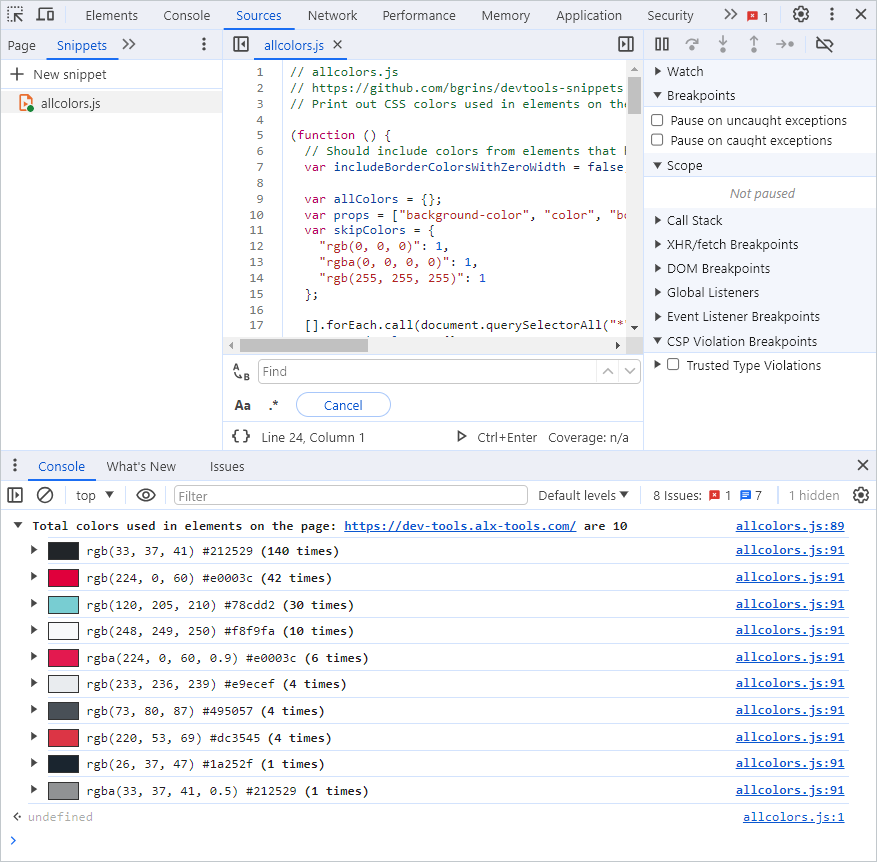 Elements Console Sources Network Performance Memory Application Security 1
Page Snippets
New snippet
allcolors.js
allcolors.js
1 // allcolors.js
2 // https://github.com/bgrins/devtools-snippets
3 // Print out CSS colors used in elements on the
4
5 (function () {
6 // Should include colors from elements that
7 var includeBorderColorsWithZeroWidth = false
8
9 var allColors = {};
10 var props = ["background-color", "color", "bo
11 var skipColors = {
12 "rgb(0, 0, 0)": 1,
13 "rgba(0, 0, 0, 0)": 1,
14 "rgb(255, 255, 255)": 1
15 };
16
17 [].forEach.call(document.querySelectorAll("*"
Find
Aa .* Cancel
{} Line 24, Column 1 Ctrl+Enter Coverage: n/a
Watch
Breakpoints
Pause on uncaught exceptions
Pause on caught exceptions
Scope
Not paused
Call Stack
XHR/fetch Breakpoints
DOM Breakpoints
Global Listeners
Event Listener Breakpoints
CSP Violation Breakpoints
Trusted Type Violations
Console What's New Issues
top Filter Default levels 8 Issues: 1 7 1 hidden
Total colors used in elements on the page: https://dev-tools.alx-tools.com/ are 10 allcolors.js:89
rgb(33, 37, 41) #212529 (140 times) allcolors.js:91
rgb(224, 0, 60) #e0003c (42 times) allcolors.js:91
rgb(120, 205, 210) #78cdd2 (30 times) allcolors.js:91
rgb(248, 249, 250) #f8f9fa (10 times) allcolors.js:91
rgba(224, 0, 60, 0.9) #e0003c (6 times) allcolors.js:91
rgb(233, 236, 239) #e9ecef (4 times) allcolors.js:91
rgb(73, 80, 87) #495057 (4 times) allcolors.js:91
rgb(220, 53, 69) #dc3545 (4 times) allcolors.js:91
rgb(26, 37, 47) #1a252f (1 times) allcolors.js:91
rgba(33, 37, 41, 0.5) #212529 (1 times) allcolors.js:91
undefined allcolors.js:1